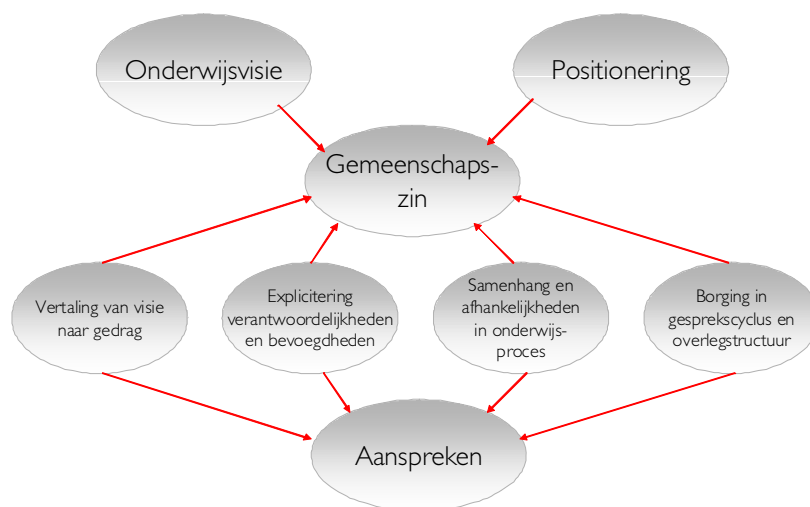 Onderwijsvisie
Positionering
Gemeenschaps-
zin
Vertaling van visie
naar gedrag
Explicitering
verantwoordelijkheden
en bevoegdheden
Samenhang en
afhankelijkheden
in onderwijs-
proces
Borging in
gesprekscyclus en
overlegstructuur
Aanspreken